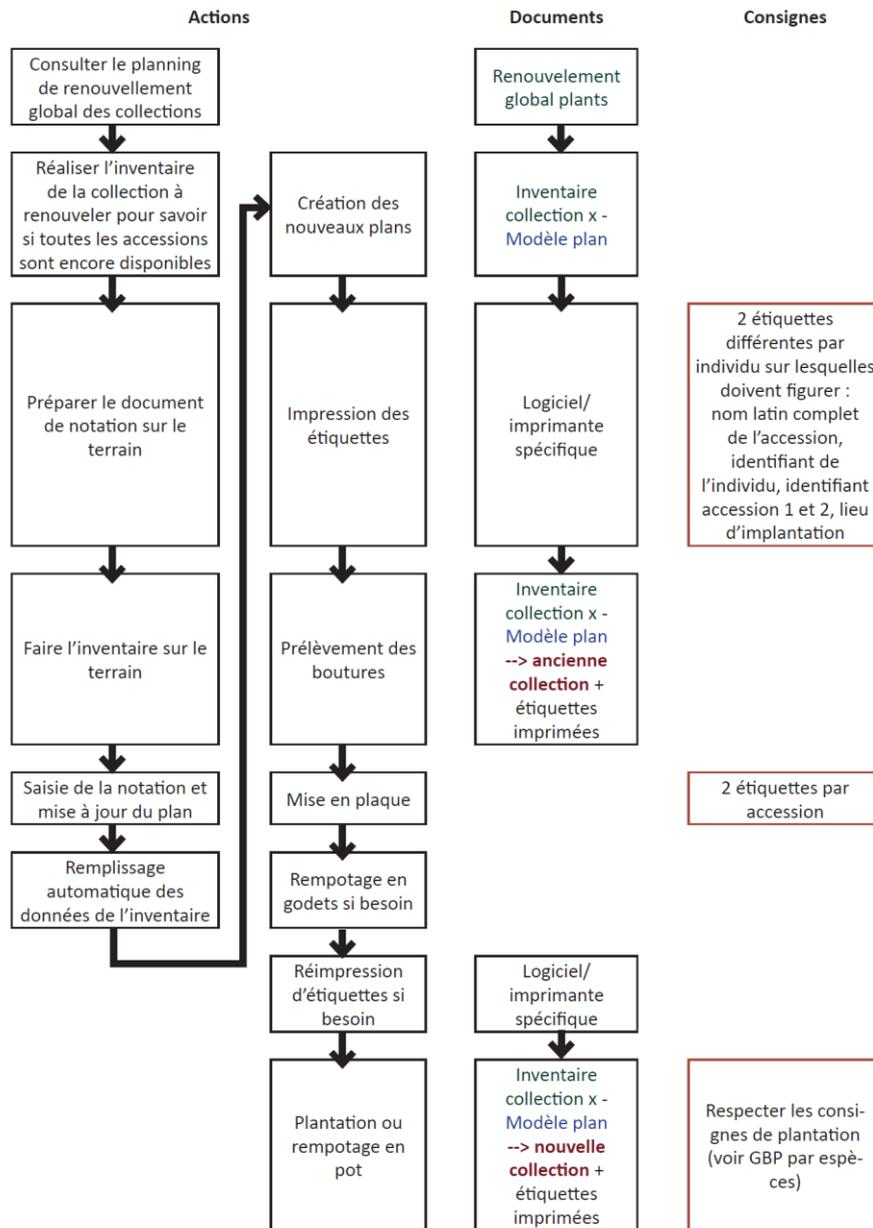 Actions
Documents
Consignes
Consulter le planning
de renouvellement
global des collections
Réaliser l’inventaire
de la collection à
renouveler pour savoir
si toutes les accessions
sont encore disponibles
Préparer le document
de notation sur le
terrain
Faire l’inventaire sur le
terrain
Saisie de la notation et
mise à jour du plan
Remplissage
automatique des
données de l’inventaire
Création des
nouveaux plans
Impression des
étiquettes
Prélèvement des
boutures
Mise en plaque
Rempotage en
godets si besoin
Réimpression
d’étiquettes si
besoin
Plantation ou
rempotage en
pot
Renouvelement
global plants
Inventaire
collection x -
Modèle plan
Logiciel/
imprimante
spécifique
Inventaire
collection x -
Modèle plan
--> ancienne
collection +
étiquettes
imprimées
Logiciel/
imprimante
spécifique
Inventaire
collection x -
Modèle plan
--> nouvelle
collection +
étiquettes
imprimées
2 étiquettes
différentes par
individu sur lesquelles
doivent figurer :
nom latin complet
de l’accession,
identifiant de
l’individu, identifiant
accession 1 et 2, lieu
d’implantation
2 étiquettes par
accession
Respecter les consi-
gnes de plantation
(voir GBP par espè-
ces)